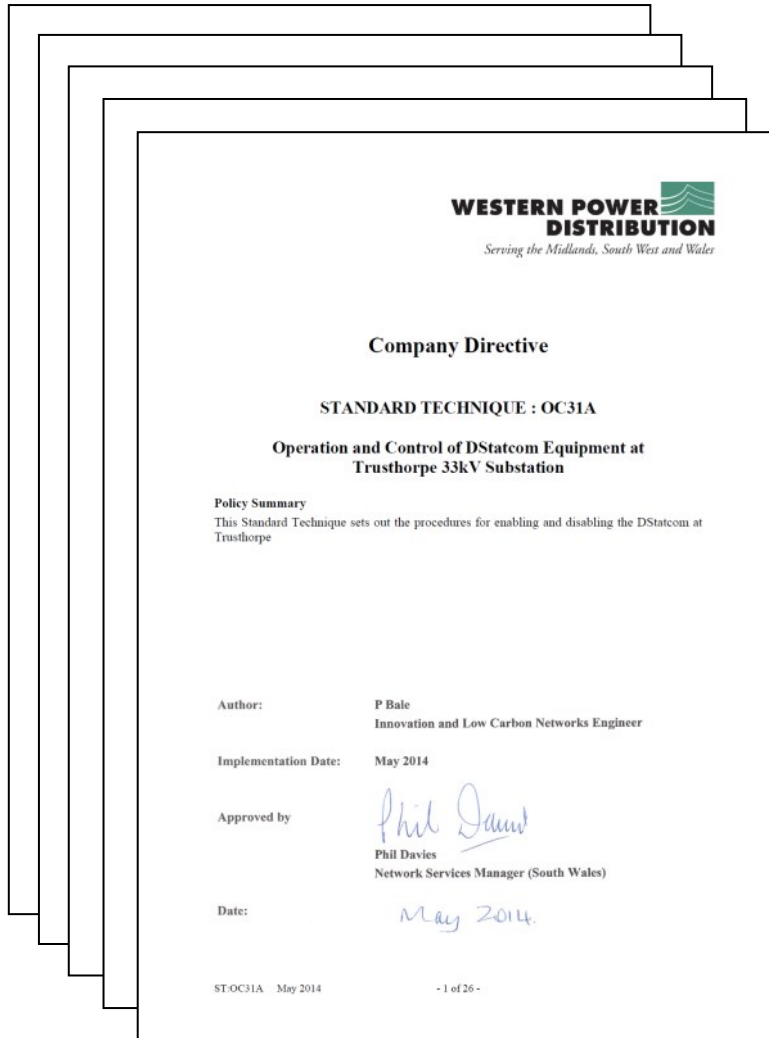 WESTERN POWER
DISTRIBUTION
Serving the Midlands, South West and Wales
Company Directive
STANDARD TECHNIQUE : OC31A
Operation and Control of DStatcom Equipment at
Trusthorpe 33kV Substation
Policy Summary
This Standard Technique sets out the procedures for enabling and disabling the DStatcom at
Trusthorpe
Author: P Bale
Innovation and Low Carbon Networks Engineer
Implementation Date: May 2014
Approved by Phil Davies
Phil Davies
Network Services Manager (South Wales)
Date: May 2014.
ST:OC31A May 2014 - 1 of 26 -